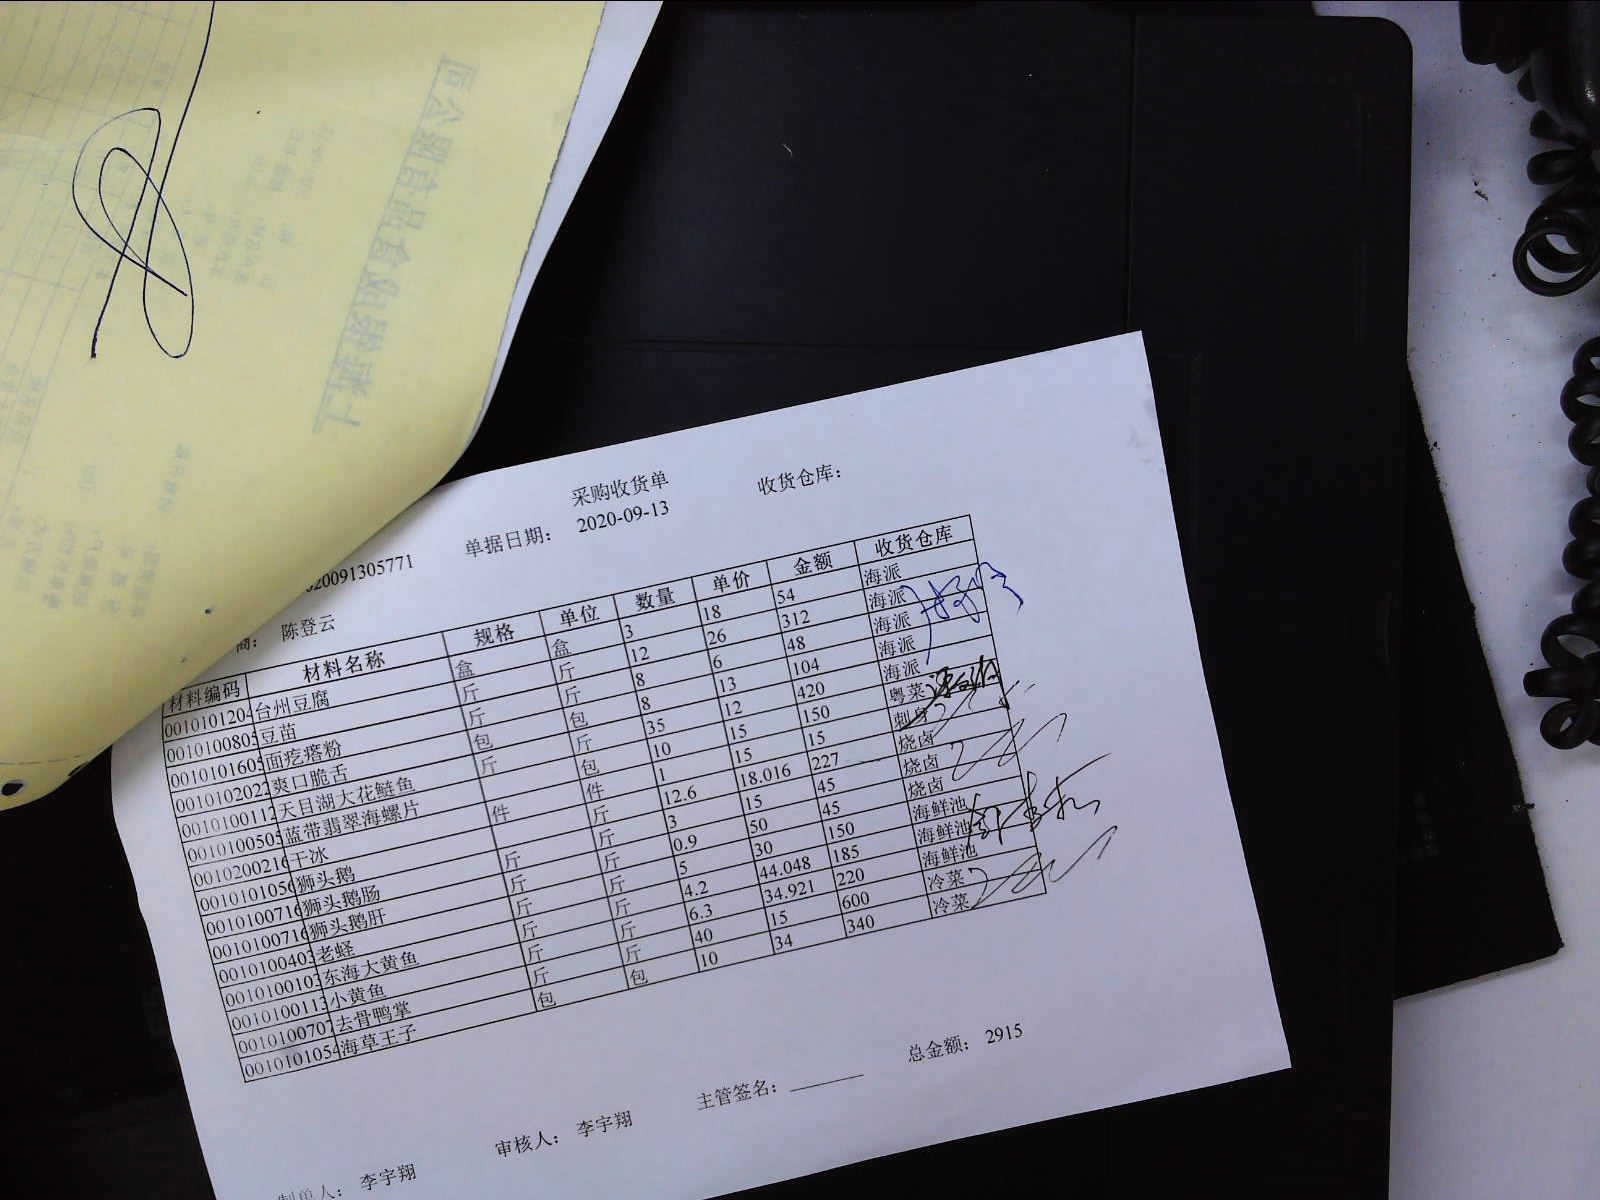 采购收货单
单据日期: 2020-09-13 收货仓库:
020091305771
商: 陈登云
材料编码 材料名称 规格 单位 数量 单价 金额 收货仓库
0010101204 台州豆腐 盒 盒 3 18 54 海派
0010100805 豆苗 斤 斤 12 26 312 海派
0010101605 面疙瘩粉 斤 斤 8 6 48 海派
0010102022 爽口脆舌 包 包 8 13 104 海派
0010100112 天目湖大花鲢鱼 斤 斤 35 12 420 海派
0010100505 蓝带翡翠海螺片 包 10 15 150 粤菜
0010200216 干冰 件 件 1 15 15 刺身
0010101056 狮头鹅 斤 12.6 18.016 227 烧卤
0010100716 狮头鹅肠 斤 斤 3 15 45 烧卤
0010100716 狮头鹅肝 斤 斤 0.9 50 45 烧卤
0010100403 老蛏 斤 斤 5 30 150 海鲜池
0010100103 东海大黄鱼 斤 斤 4.2 44.048 185 海鲜池
0010100113 小黄鱼 斤 斤 6.3 34.921 220 海鲜池
0010100707 去骨鸭掌 斤 斤 40 15 600 冷菜
0010101054 海草王子 包 包 10 34 340 冷菜
总金额: 2915
制单人: 李宇翔 审核人: 李宇翔 主管签名: